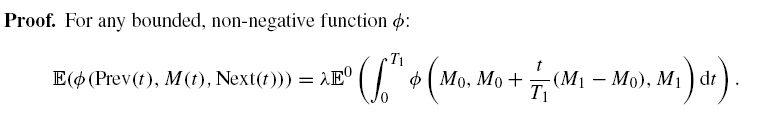 Proof. For any bounded, non-negative function ϕ:
𝔼(ϕ(Prev(t), M(t), Next(t))) = λ𝔼⁰ ( ∫₀^{T₁} ϕ ( M₀, M₀ + \frac{t}{T₁}(M₁ − M₀), M₁ ) dt ) .